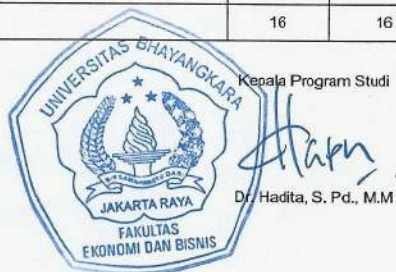 16 16
UNIVERSITAS BHAYANGKARA
JAKARTA RAYA
FAKULTAS
EKONOMI DAN BISNIS
Kepala Program Studi
Dr. Hadita, S. Pd., M.M